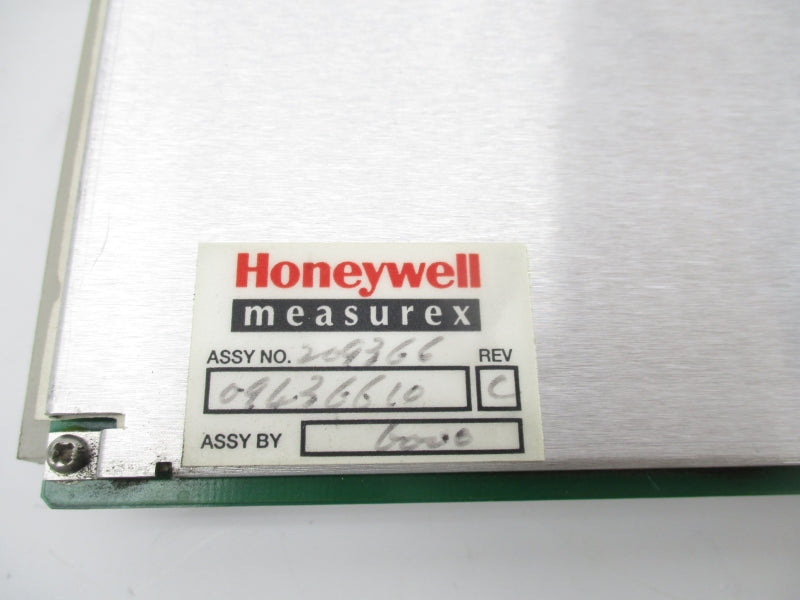 Honeywell
measurex
ASSY NO. 209366 REV
09636610 C
ASSY BY